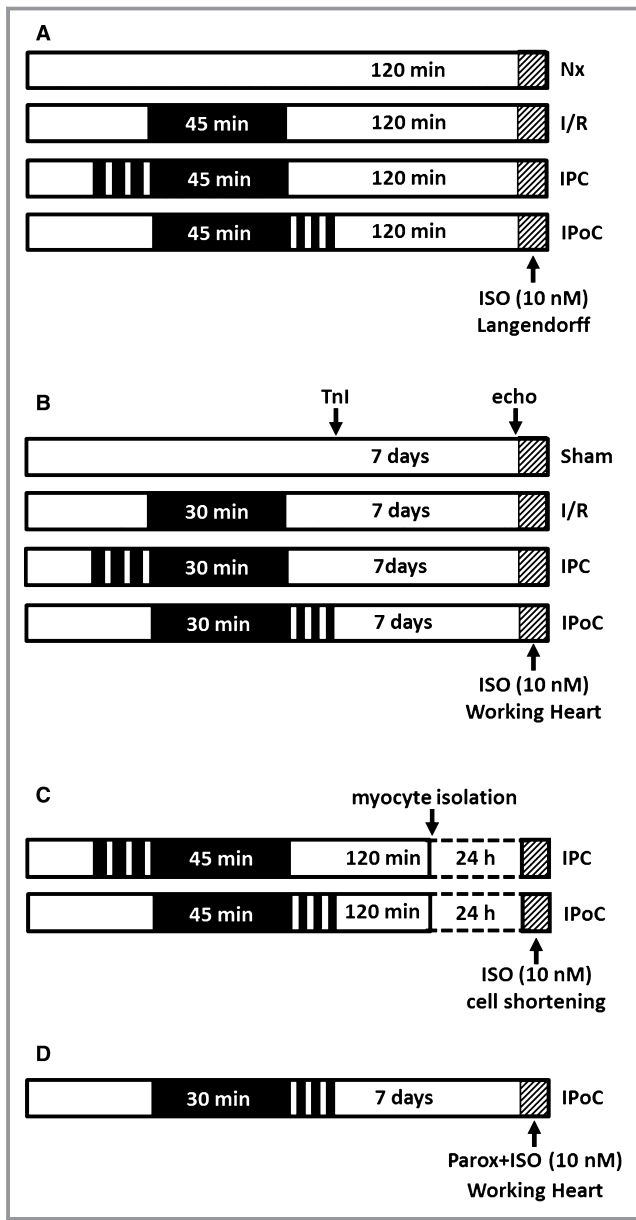 A
120 min Nx
45 min 120 min I/R
45 min 120 min IPC
45 min 120 min IPoC
ISO (10 nM)
Langendorff
B
TnI echo
7 days Sham
30 min 7 days I/R
30 min 7days IPC
30 min 7 days IPoC
ISO (10 nM)
Working Heart
C
myocyte isolation
45 min 120 min 24 h IPC
45 min 120 min 24 h IPoC
ISO (10 nM)
cell shortening
D
30 min 7 days IPoC
Parox+ISO (10 nM)
Working Heart